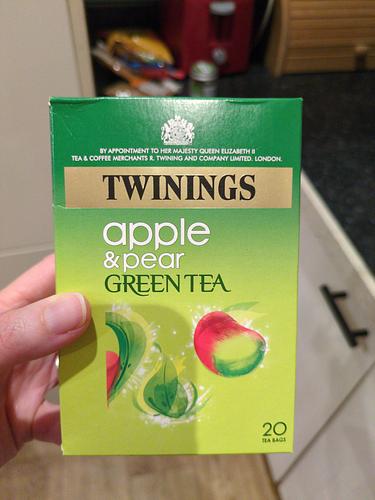 BY APPOINTMENT TO HER MAJESTY QUEEN ELIZABETH II
TEA & COFFEE MERCHANTS R. TWINING AND COMPANY LIMITED. LONDON.
TWININGS
apple
& pear
GREEN TEA
20
TEA BAGS